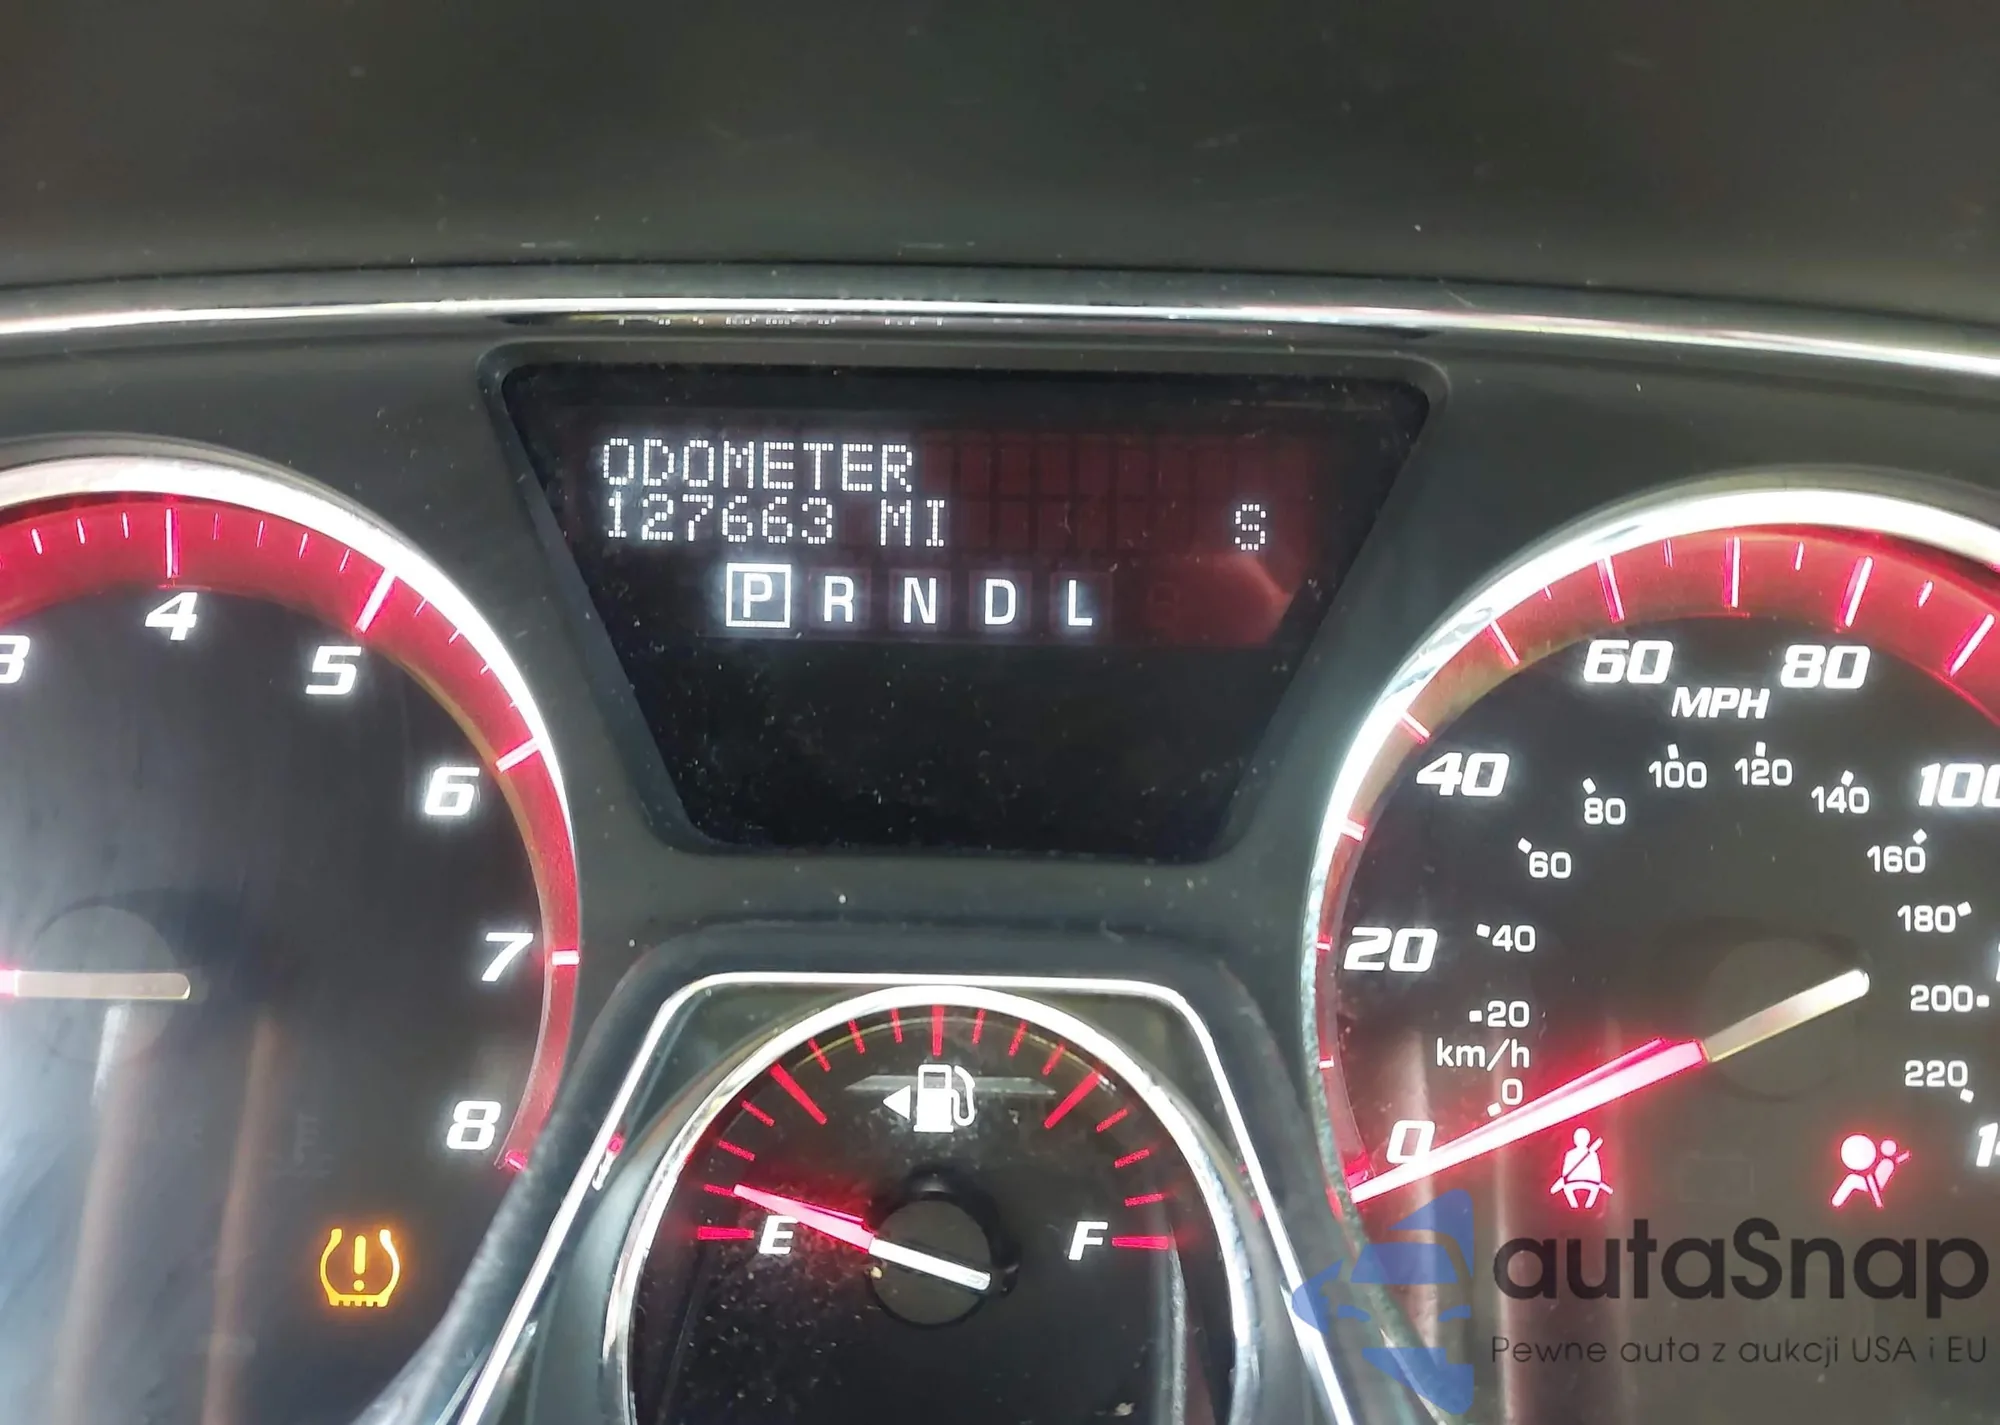 ODOMETER
127663 MI S
P R N D L
3 4 5 6 7 8
20 40 60 80 100
MPH
0 20 40 60 80 100 120 140 160 180 200 220
km/h
0
E F
autaSnap
Pewne auta z aukcji USA i EU